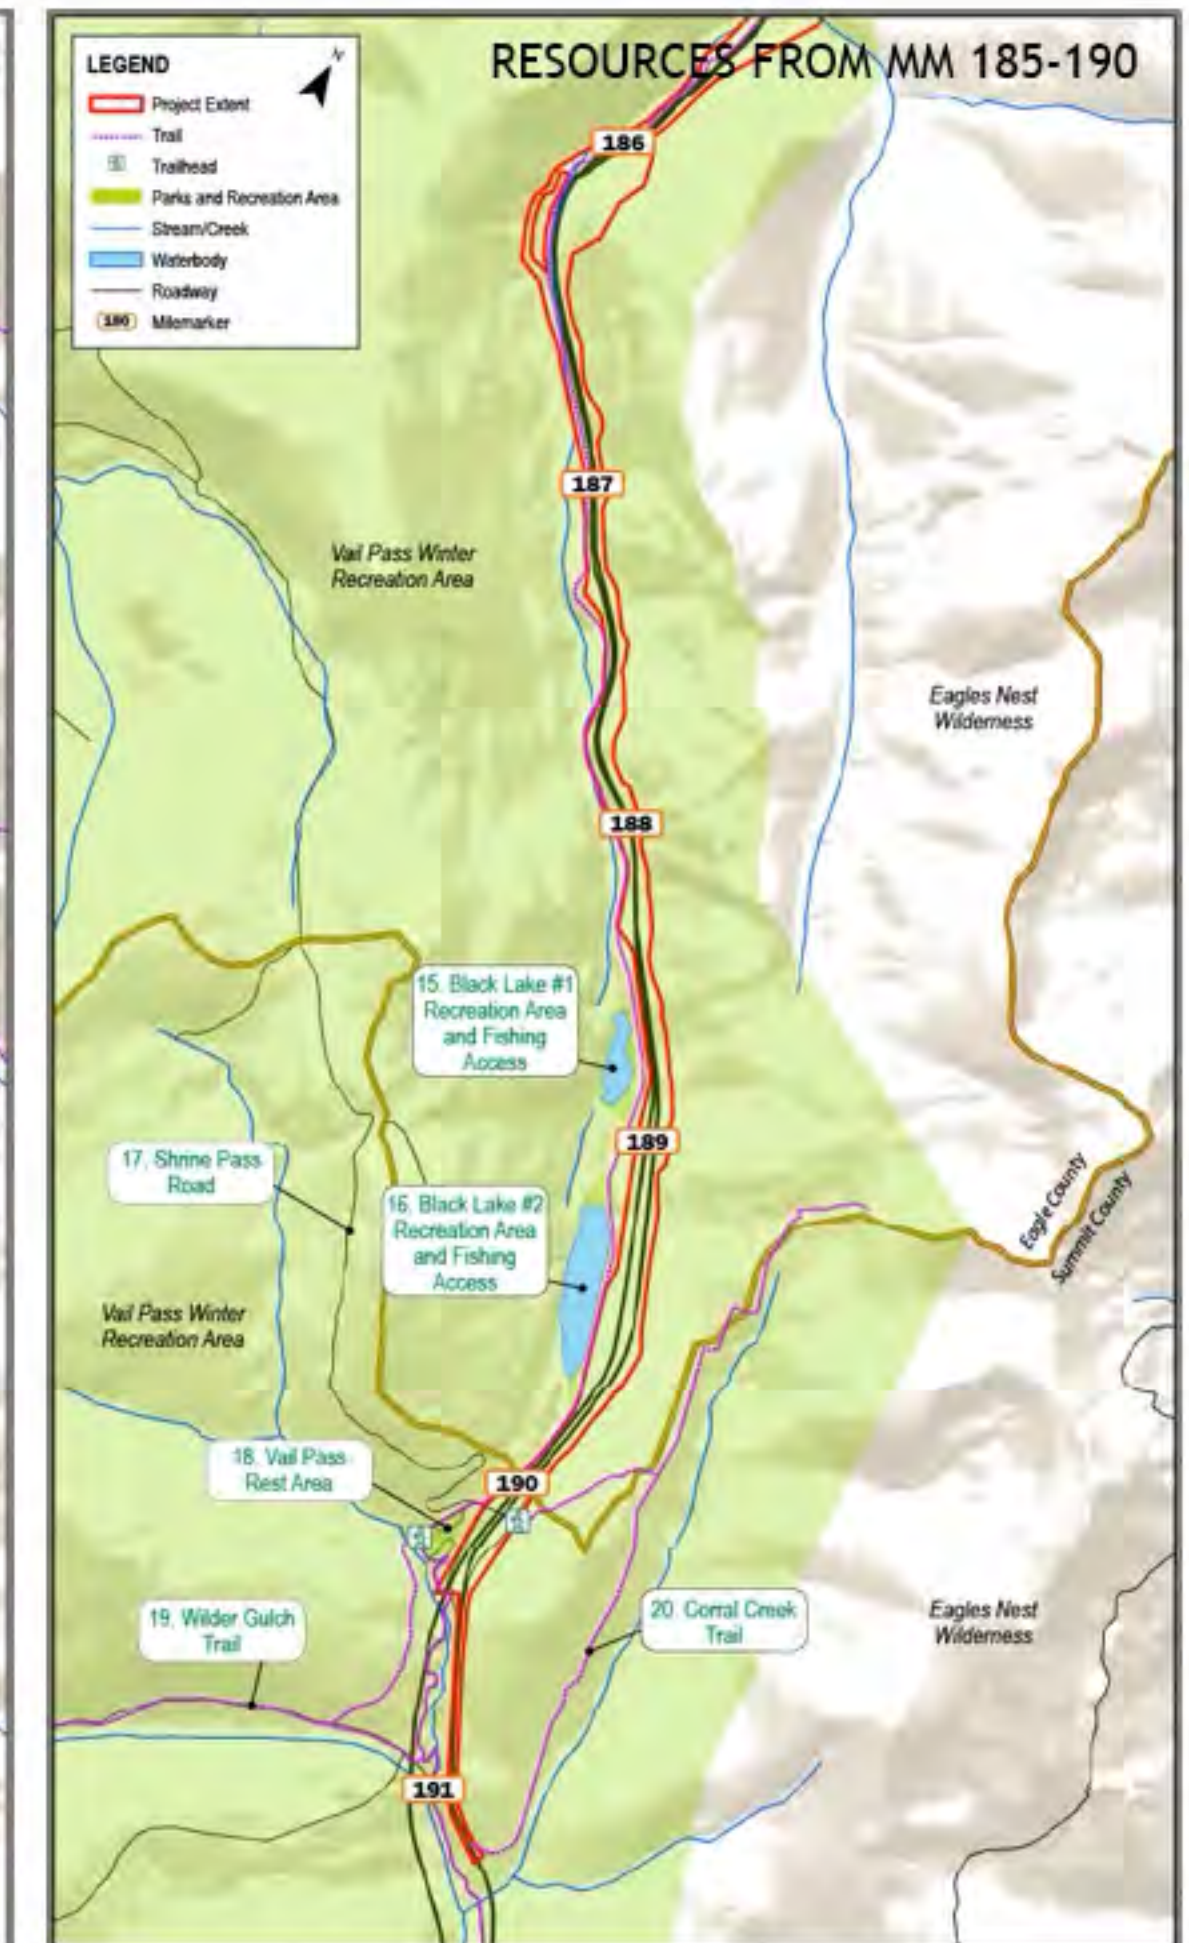 RESOURCES FROM MM 185-190
LEGEND
N
Project Extent
Trail
Trailhead
Parks and Recreation Area
Stream/Creek
Waterbody
Roadway
180 Milemarker
186
187
Vail Pass Winter
Recreation Area
Eagles Nest
Wilderness
188
15. Black Lake #1
Recreation Area
and Fishing
Access
189
17. Shrine Pass
Road
16. Black Lake #2
Recreation Area
and Fishing
Access
Eagle County
Summit County
Vail Pass Winter
Recreation Area
18. Vail Pass
Rest Area
190
19. Wilder Gulch
Trail
20. Corral Creek
Trail
Eagles Nest
Wilderness
191